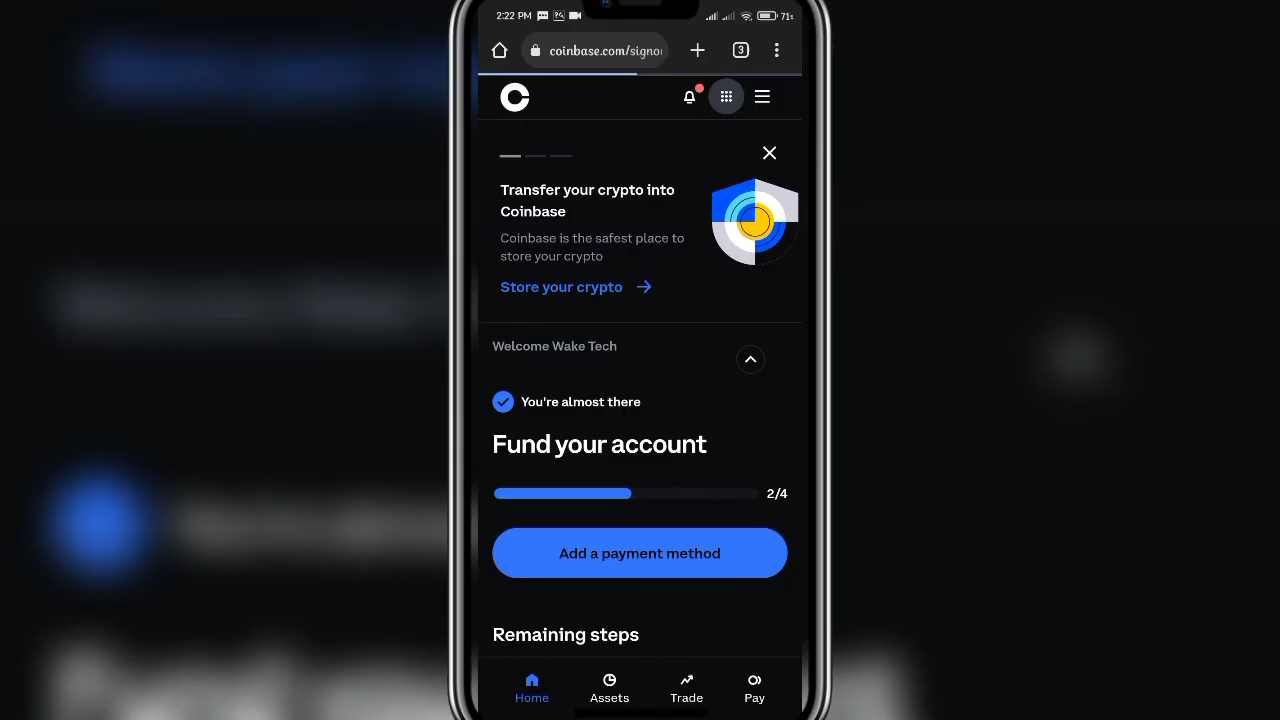 2:22 PM
71
coinbase.com/signo
3
Transfer your crypto into
Coinbase
Coinbase is the safest place to
store your crypto
Store your crypto
Welcome Wake Tech
You're almost there
Fund your account
2/4
Add a payment method
Remaining steps
Home Assets Trade Pay